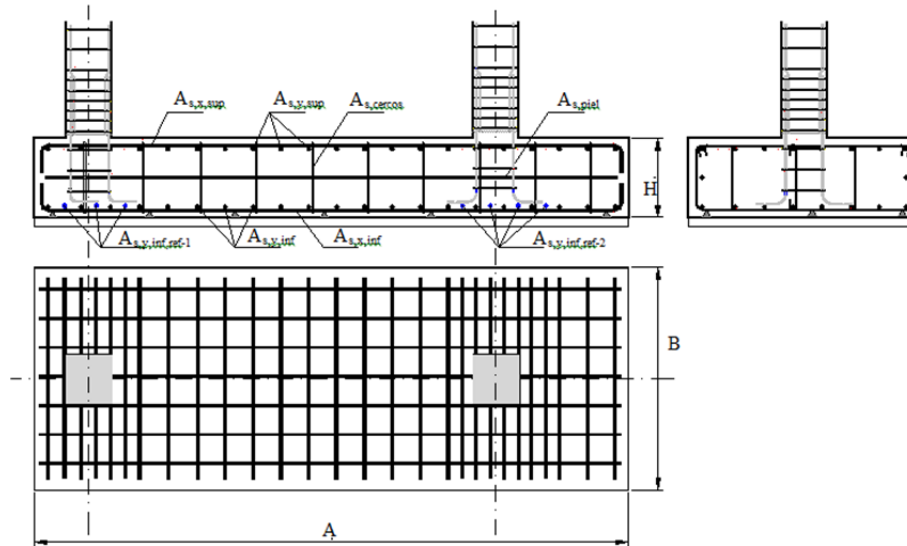 As,x,sup As,y,sup As,cercos As,piel
H
As,y,inf,ref-1 As,y,inf As,x,inf As,y,inf,ref-2
B
A